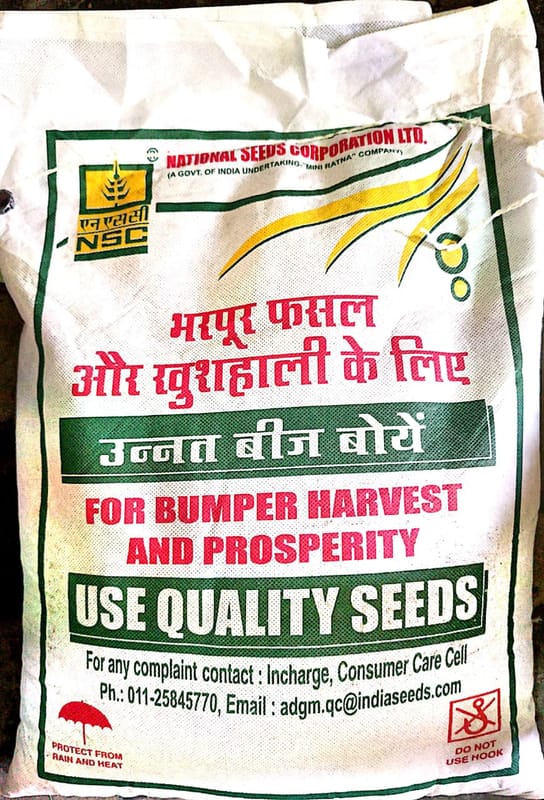 NATIONAL SEEDS CORPORATION LTD.
(A GOVT. OF INDIA UNDERTAKING-"MINI RATNA" COMPANY)
एन एस सी
NSC
®
भरपूर फसल
और खुशहाली के लिए
उन्नत बीज बोयें
FOR BUMPER HARVEST
AND PROSPERITY
USE QUALITY SEEDS
For any complaint contact : Incharge, Consumer Care Cell
Ph.: 011-25845770, Email : adgm.qc@indiaseeds.com
PROTECT FROM
RAIN AND HEAT
DO NOT
USE HOOK